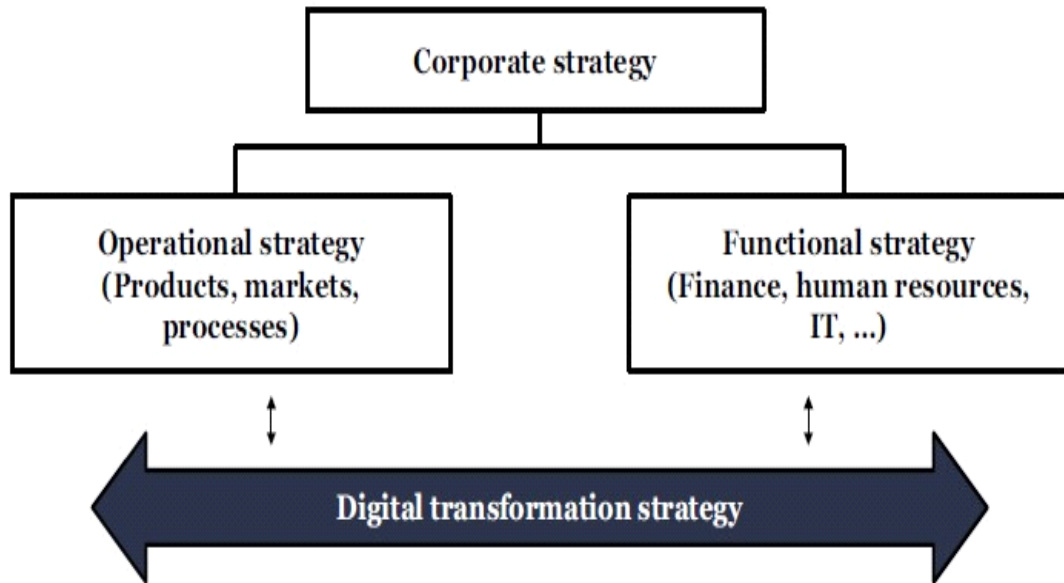 Corporate strategy
Operational strategy
(Products, markets,
processes)
Functional strategy
(Finance, human resources,
IT, ...)
Digital transformation strategy